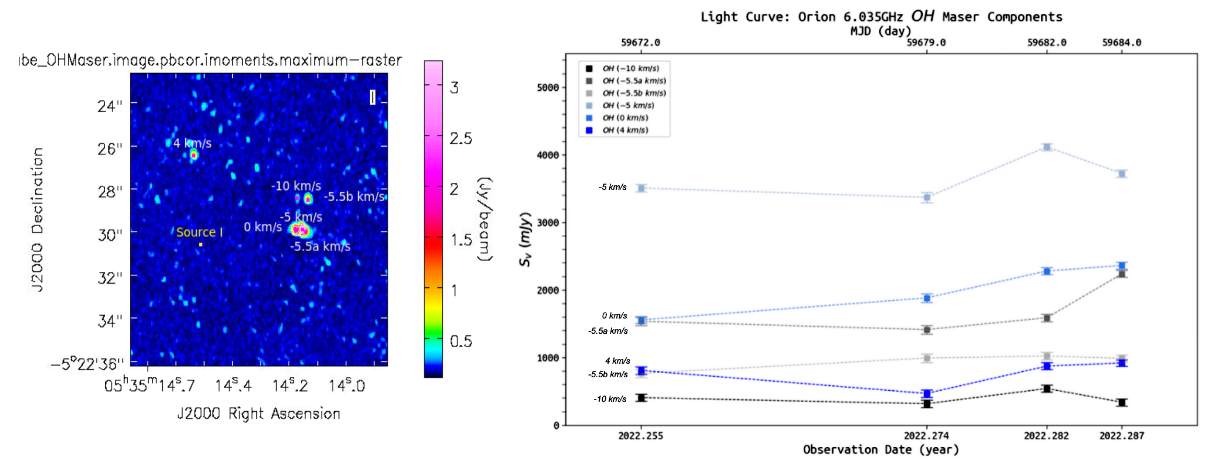 ıbe_OHMaser.image.pbcor.imoments.maximum-raster
24"
26"
28"
30"
32"
34"
-5°22'36"
J2000 Declination
4 km/s
-10 km/s
-5.5b km/s
-5 km/s
0 km/s
-5.5a km/s
Source I
05ʰ35ᵐ14ˢ.7
14ˢ.4
14ˢ.2
14ˢ.0
J2000 Right Ascension
3
2.5
2
1.5
1
0.5
(Jy/beam)
Light Curve: Orion 6.035GHz OH Maser Components
MJD (day)
59672.0 59679.0 59682.0 59684.0
OH (−10 km/s)
OH (−5.5a km/s)
OH (−5.5b km/s)
OH (−5 km/s)
OH (0 km/s)
OH (4 km/s)
5000
4000
3000
2000
1000
0
Sᵥ (mJy)
-5 km/s
0 km/s
-5.5a km/s
4 km/s
-5.5b km/s
-10 km/s
2022.255 2022.274 2022.282 2022.287
Observation Date (year)